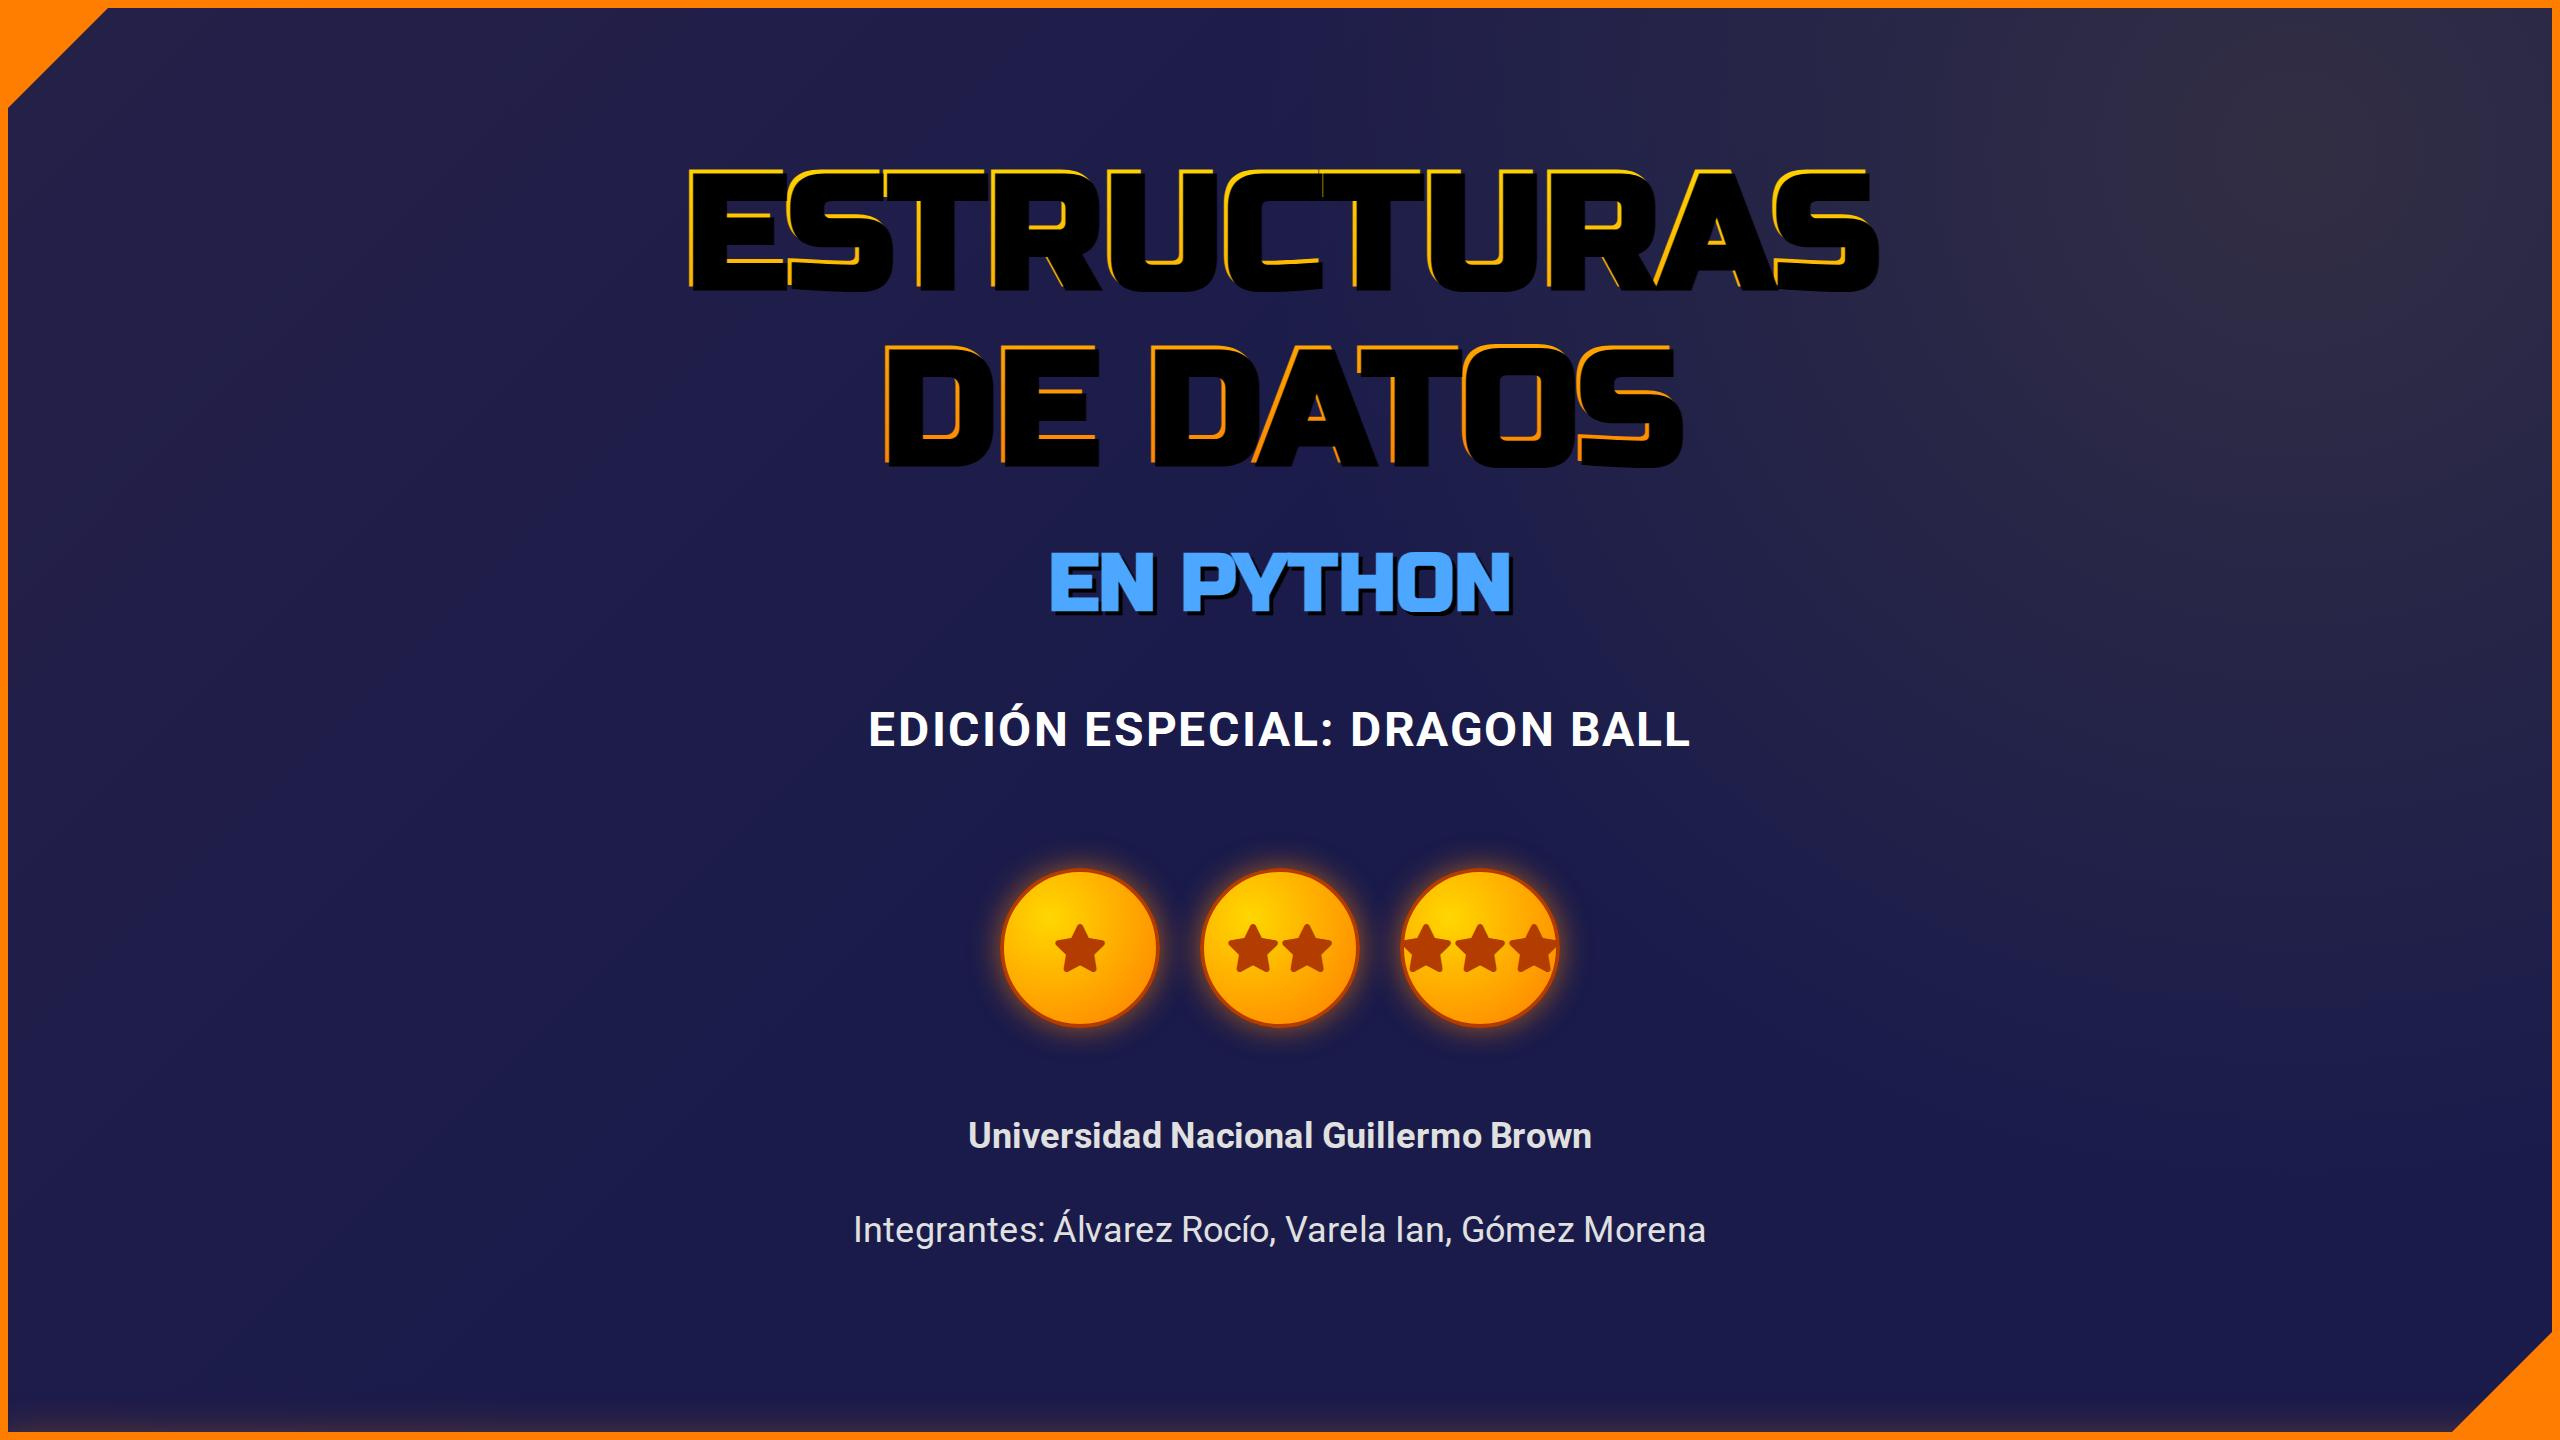 ESTRUCTURAS
DE DATOS
EN PYTHON
EDICIÓN ESPECIAL: DRAGON BALL
Universidad Nacional Guillermo Brown
Integrantes: Álvarez Rocío, Varela Ian, Gómez Morena